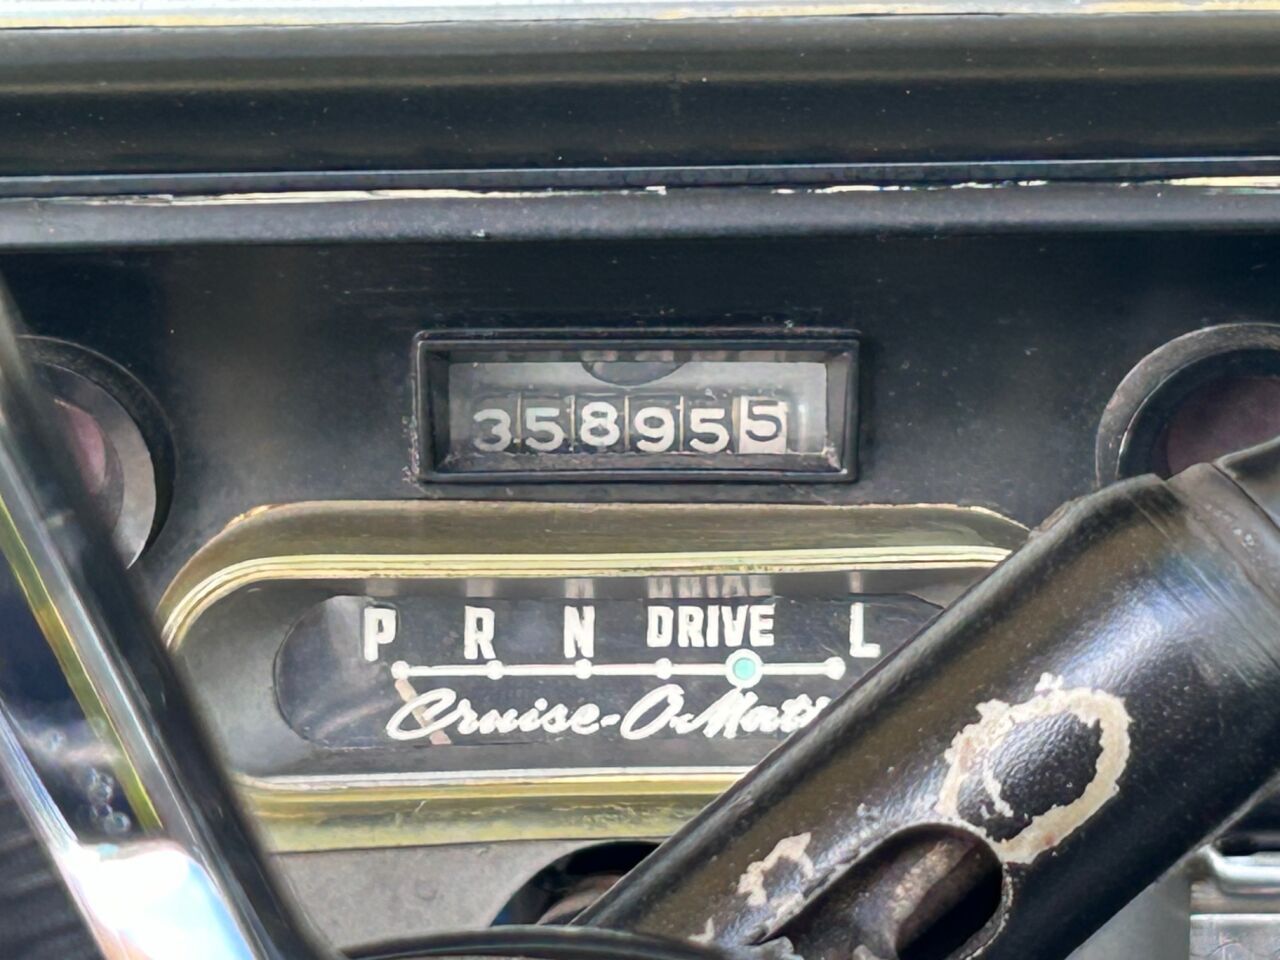 358955
P R N DRIVE L
Cruise-O-Mati